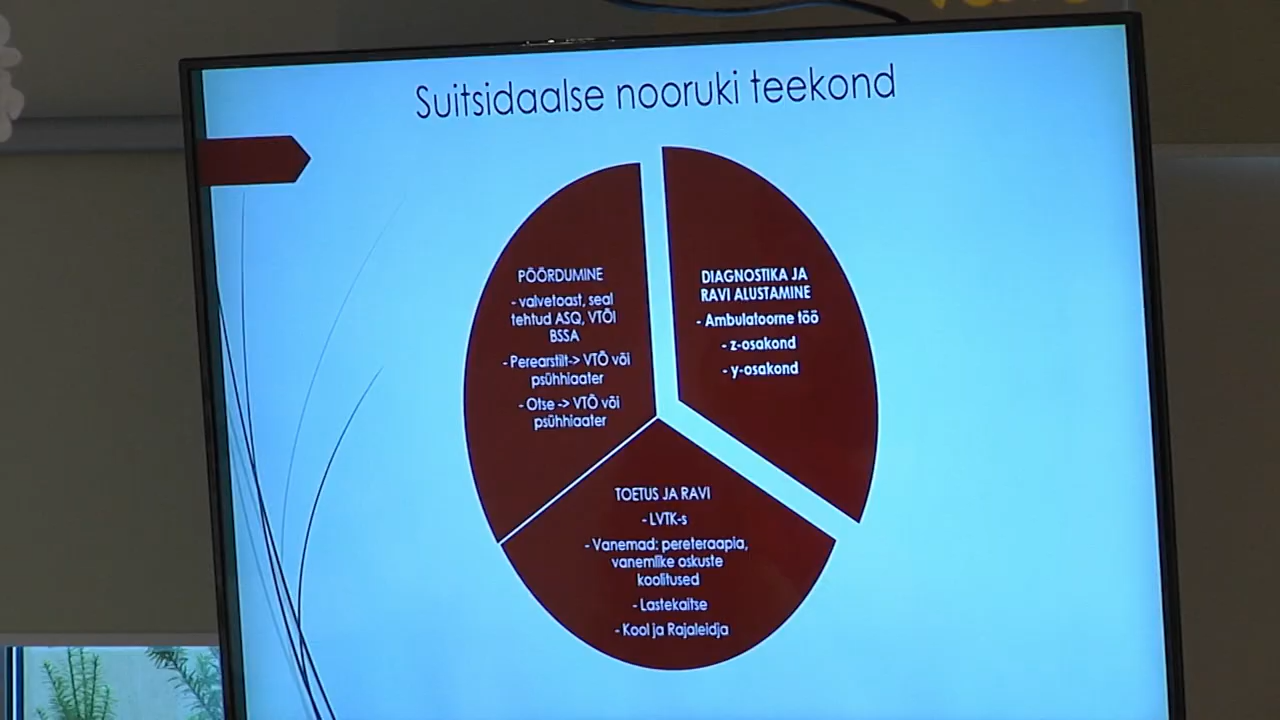 Suitsidaalse nooruki teekond
PÖÖRDUMINE
- valvetoast, seal
tehtud ASQ, VTÕl
BSSA
- Perearstilt-> VTÕ või
psühhiaater
- Otse -> VTÕ või
psühhiaater
DIAGNOSTIKA JA
RAVI ALUSTAMINE
- Ambulatoorne töö
- z-osakond
- y-osakond
TOETUS JA RAVI
- LVTK-s
- Vanemad: pereteraapia,
vanemlike oskuste
koolitused
- Lastekaitse
- Kool ja Rajaleidja